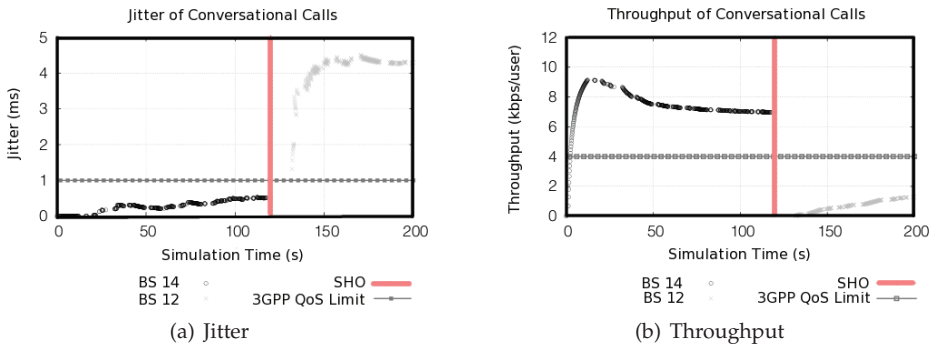 Jitter of Conversational Calls
5
4
3
2
1
0
Jitter (ms)
0 50 100 150 200
Simulation Time (s)
BS 14 SHO
BS 12 3GPP QoS Limit
(a) Jitter
Throughput of Conversational Calls
12
10
8
6
4
2
0
Throughput (kbps/user)
0 50 100 150 200
Simulation Time (s)
BS 14 SHO
BS 12 3GPP QoS Limit
(b) Throughput